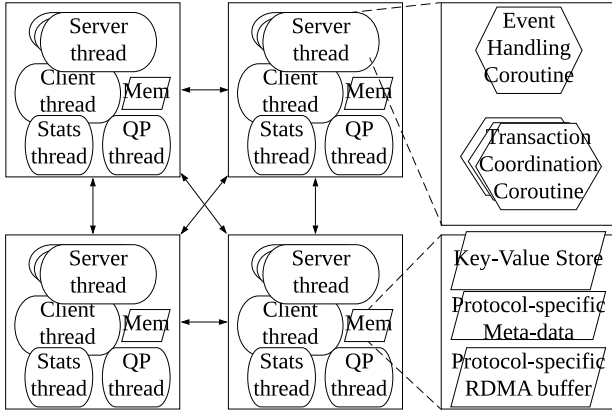 Server
thread
Client
thread
Mem
Stats
thread
QP
thread
Server
thread
Client
thread
Mem
Stats
thread
QP
thread
Event
Handling
Coroutine
Transaction
Coordination
Coroutine
Server
thread
Client
thread
Mem
Stats
thread
QP
thread
Server
thread
Client
thread
Mem
Stats
thread
QP
thread
Key-Value Store
Protocol-specific
Meta-data
Protocol-specific
RDMA buffer